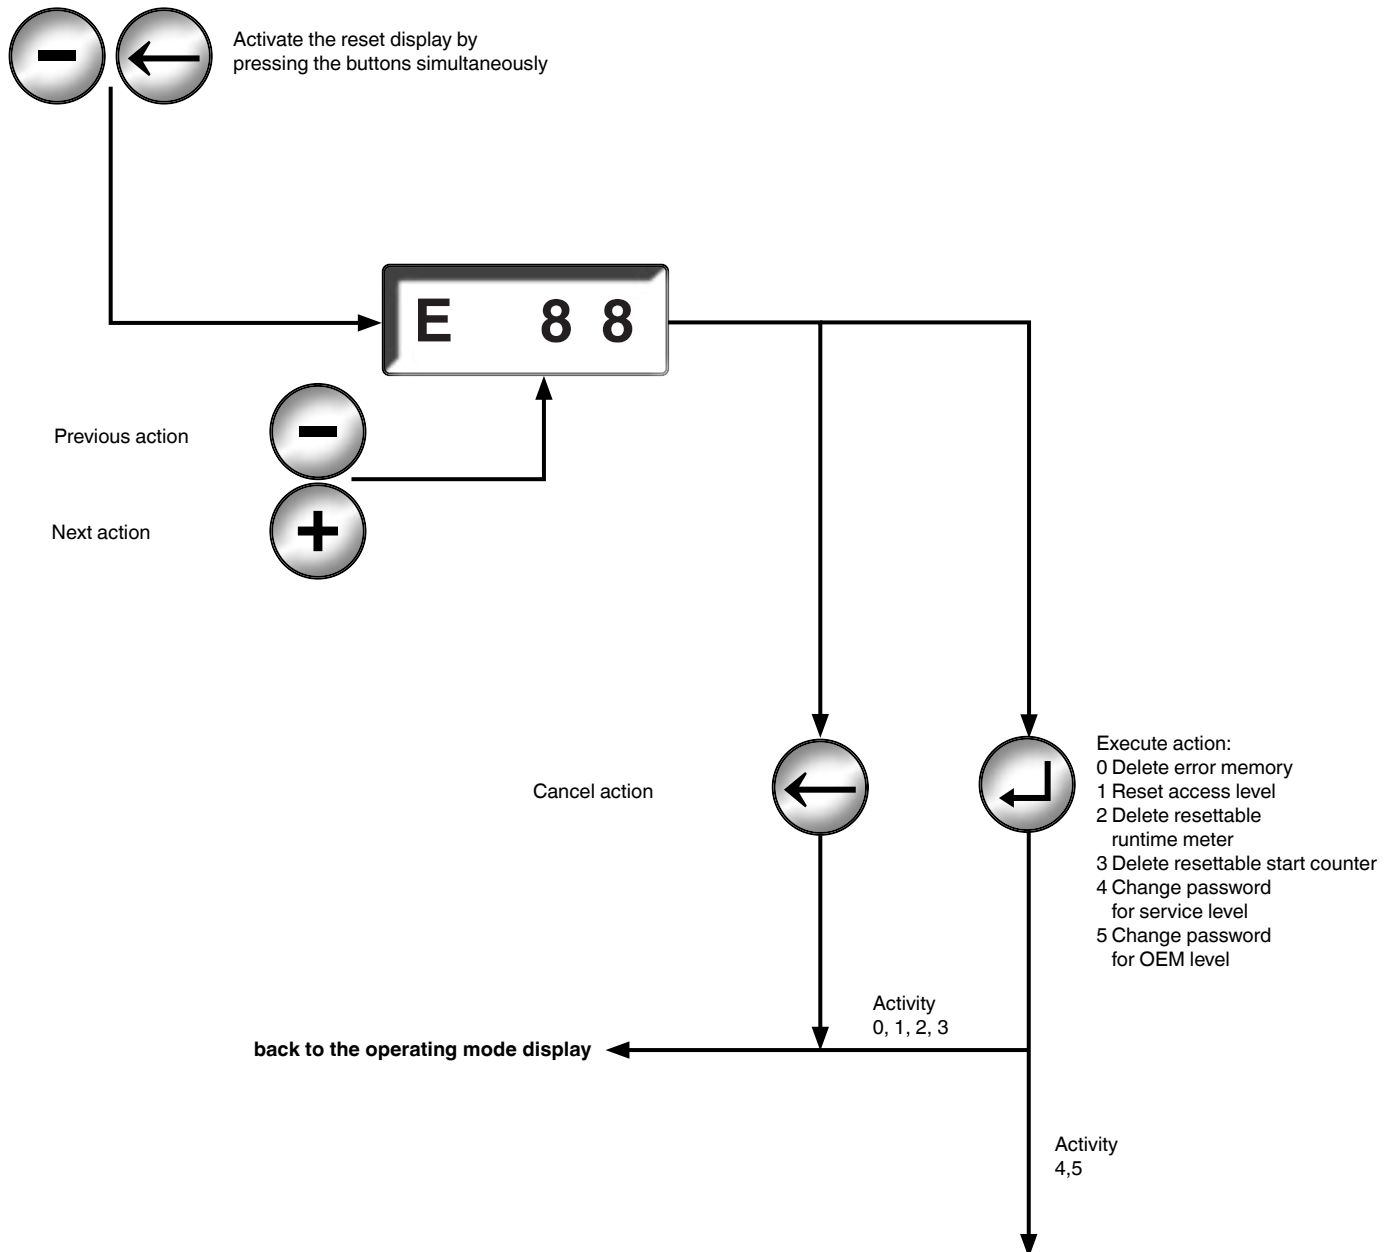 Activate the reset display by
pressing the buttons simultaneously
E 8 8
Previous action
Next action
Cancel action
Execute action:
0 Delete error memory
1 Reset access level
2 Delete resettable
runtime meter
3 Delete resettable start counter
4 Change password
for service level
5 Change password
for OEM level
Activity
0, 1, 2, 3
back to the operating mode display
Activity
4,5